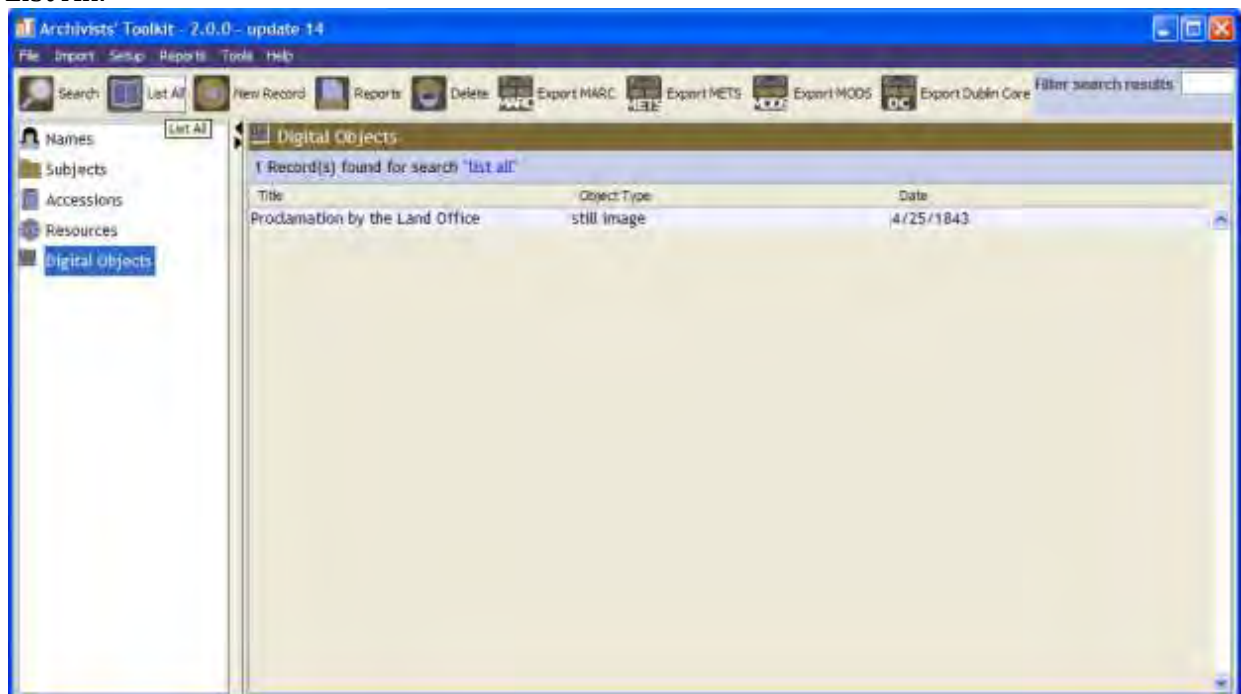 List All.
Archivists' Toolkit - 2.0.0 - update 14
File Import Setup Reports Tools Help
Search List All New Record Reports Delete Export MARC Export METS Export MODS Export Dublin Core Filter search results
List All
Names
Subjects
Accessions
Resources
Digital Objects
Digital Objects
1 Record(s) found for search "list all"
Title Object Type Date
Proclamation by the Land Office still image 4/25/1843